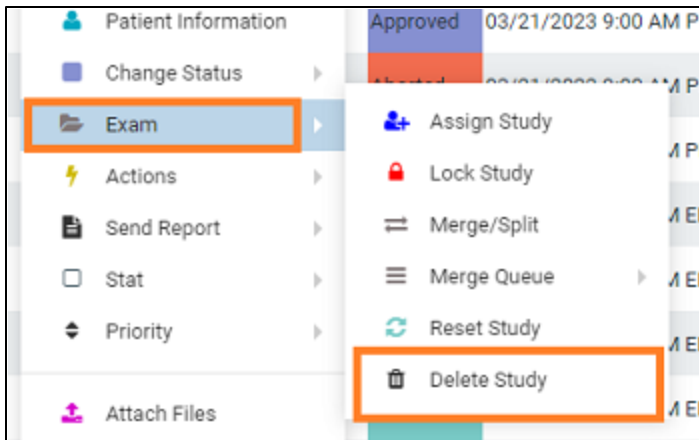 Patient Information
Approved 03/21/2023 9:00 AM P
Change Status
Exam
Assign Study
Actions
Lock Study
Send Report
Merge/Split
Stat
Merge Queue
Priority
Reset Study
Delete Study
Attach Files